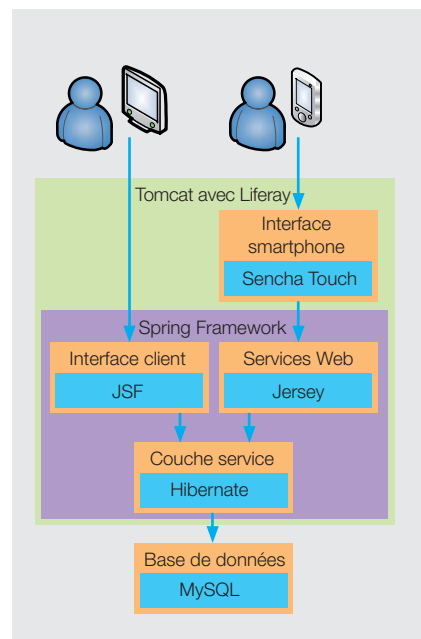 Tomcat avec Liferay
Interface
smartphone
Sencha Touch
Spring Framework
Interface client
JSF
Services Web
Jersey
Couche service
Hibernate
Base de données
MySQL